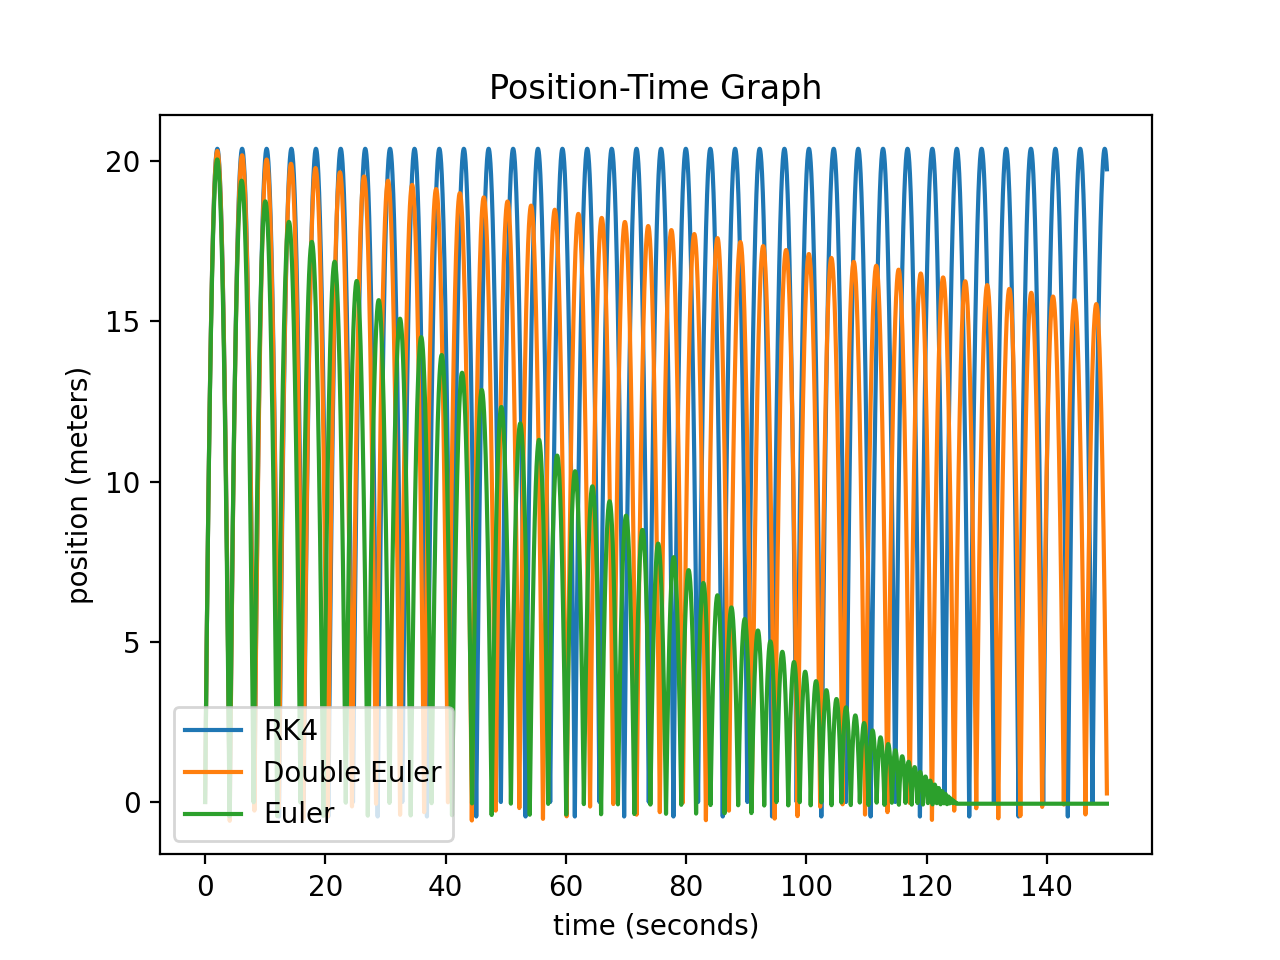 Position-Time Graph
20
15
10
5
0
position (meters)
RK4
Double Euler
Euler
0 20 40 60 80 100 120 140
time (seconds)